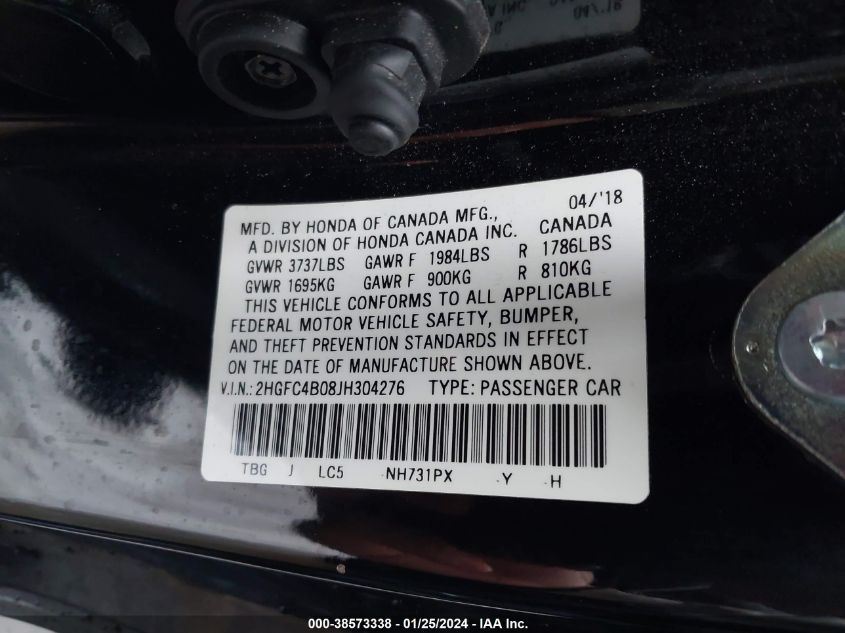 INC.
04/'18
04/'18
MFD. BY HONDA OF CANADA MFG.,
A DIVISION OF HONDA CANADA INC. CANADA
GVWR 3737LBS GAWR F 1984LBS R 1786LBS
GVWR 1695KG GAWR F 900KG R 810KG
THIS VEHICLE CONFORMS TO ALL APPLICABLE
FEDERAL MOTOR VEHICLE SAFETY, BUMPER,
AND THEFT PREVENTION STANDARDS IN EFFECT
ON THE DATE OF MANUFACTURE SHOWN ABOVE.
V.I.N.: 2HGFC4B08JH304276 TYPE: PASSENGER CAR
TBG J LC5 NH731PX Y H
000-38573338 - 01/25/2024 - IAA Inc.